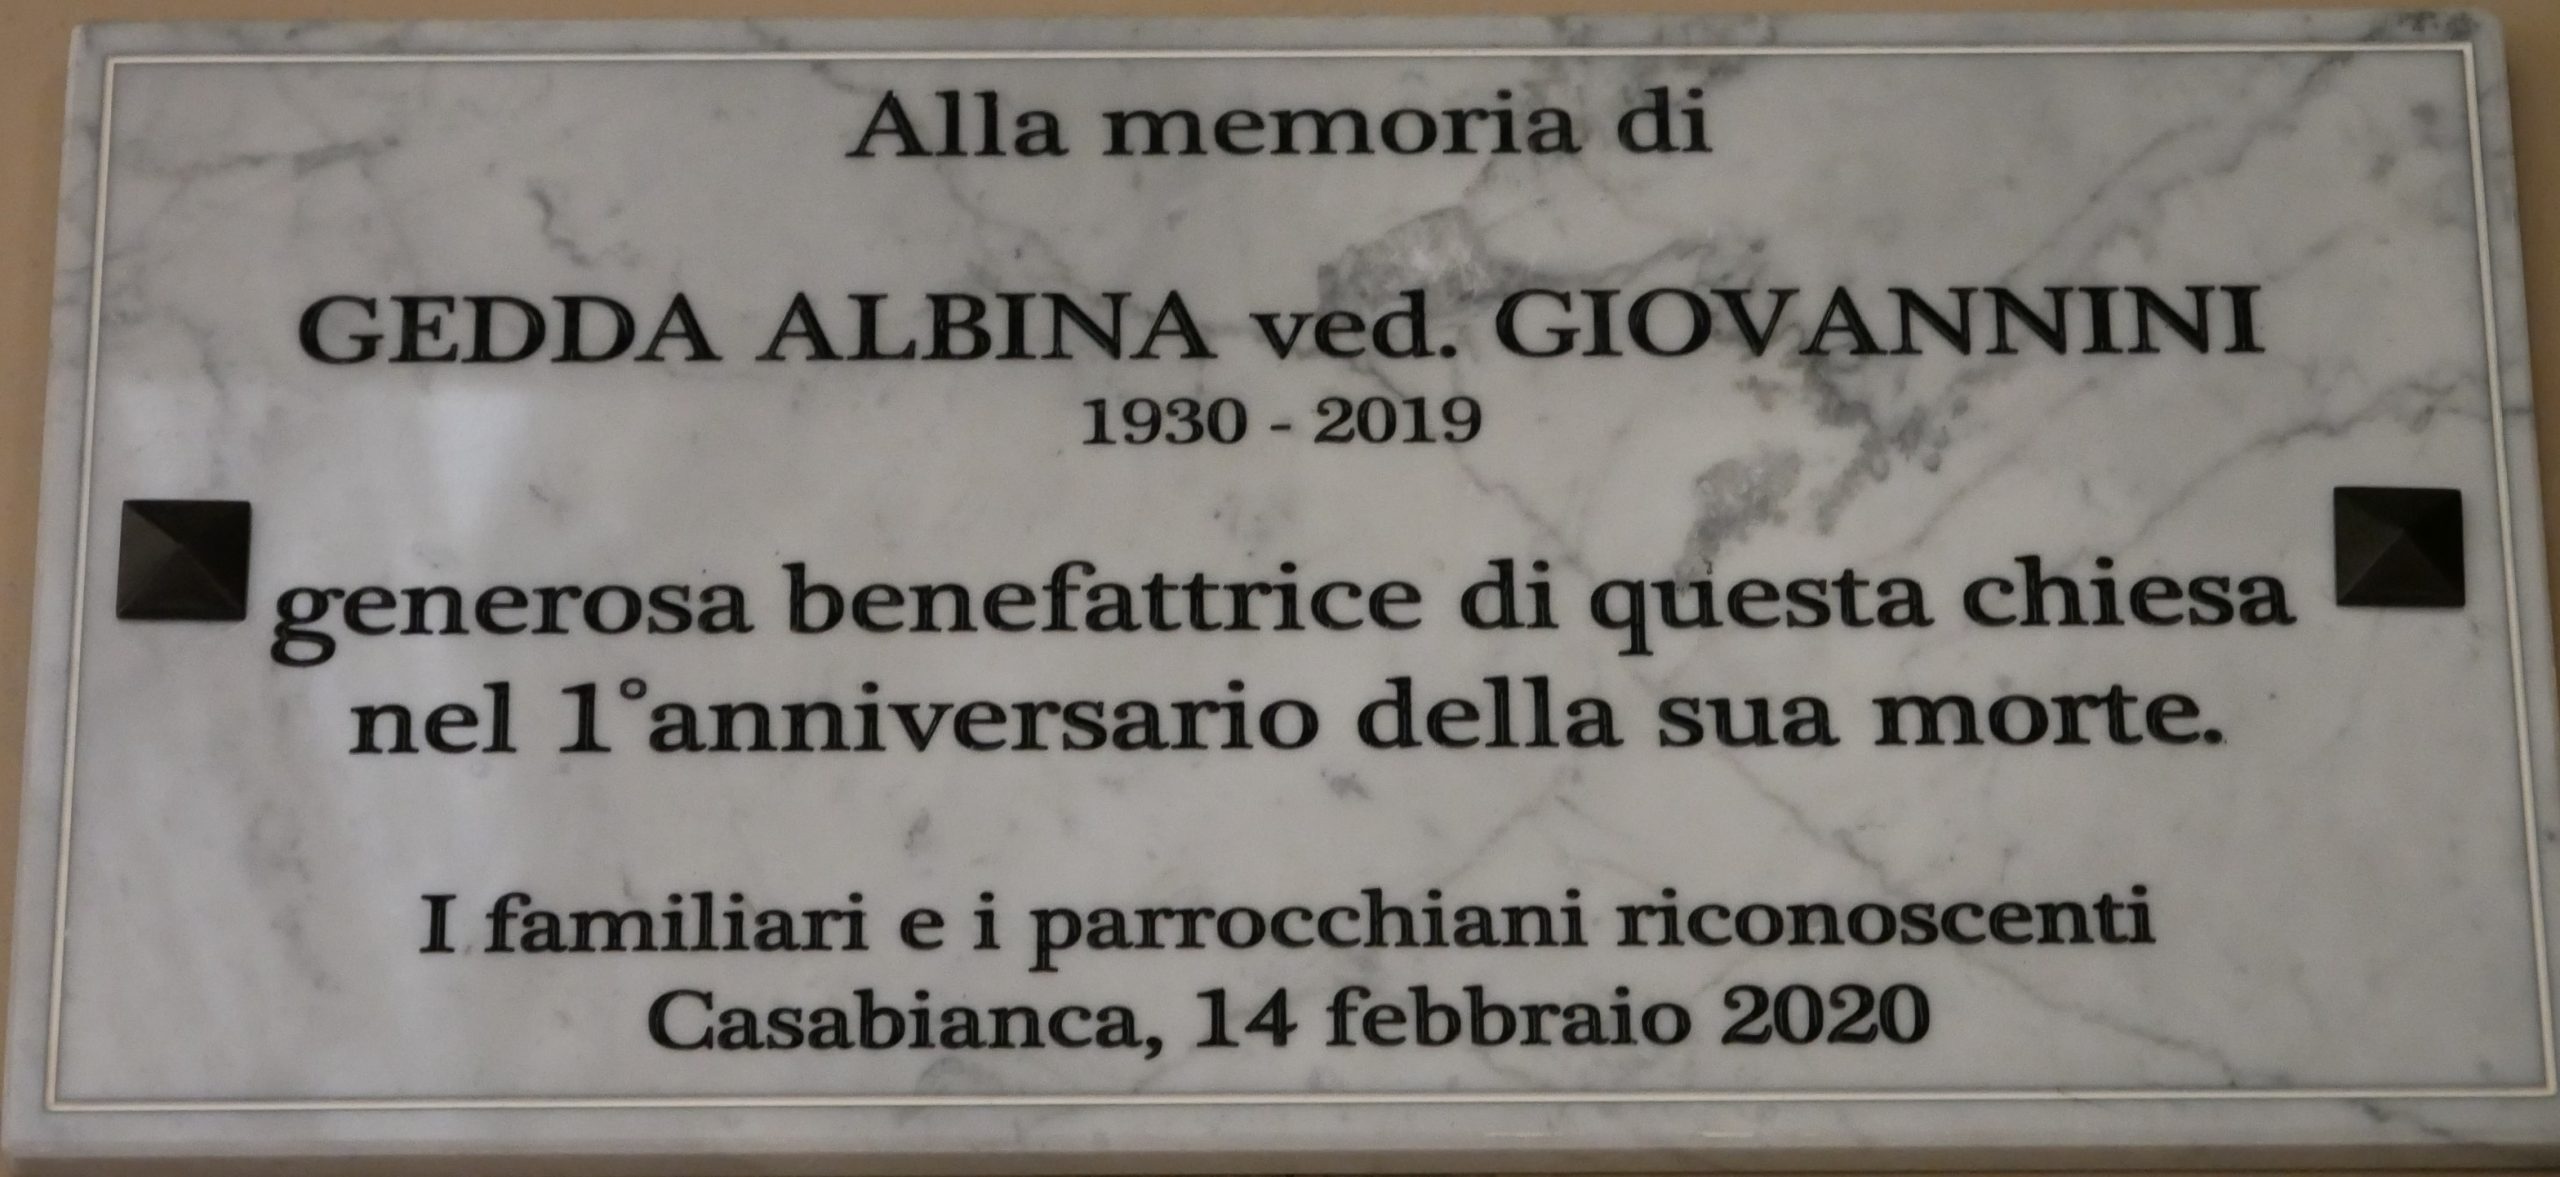 Alla memoria di
GEDDA ALBINA ved. GIOVANNINI
1930 - 2019
generosa benefattrice di questa chiesa
nel 1°anniversario della sua morte.
I familiari e i parrocchiani riconoscenti
Casabianca, 14 febbraio 2020